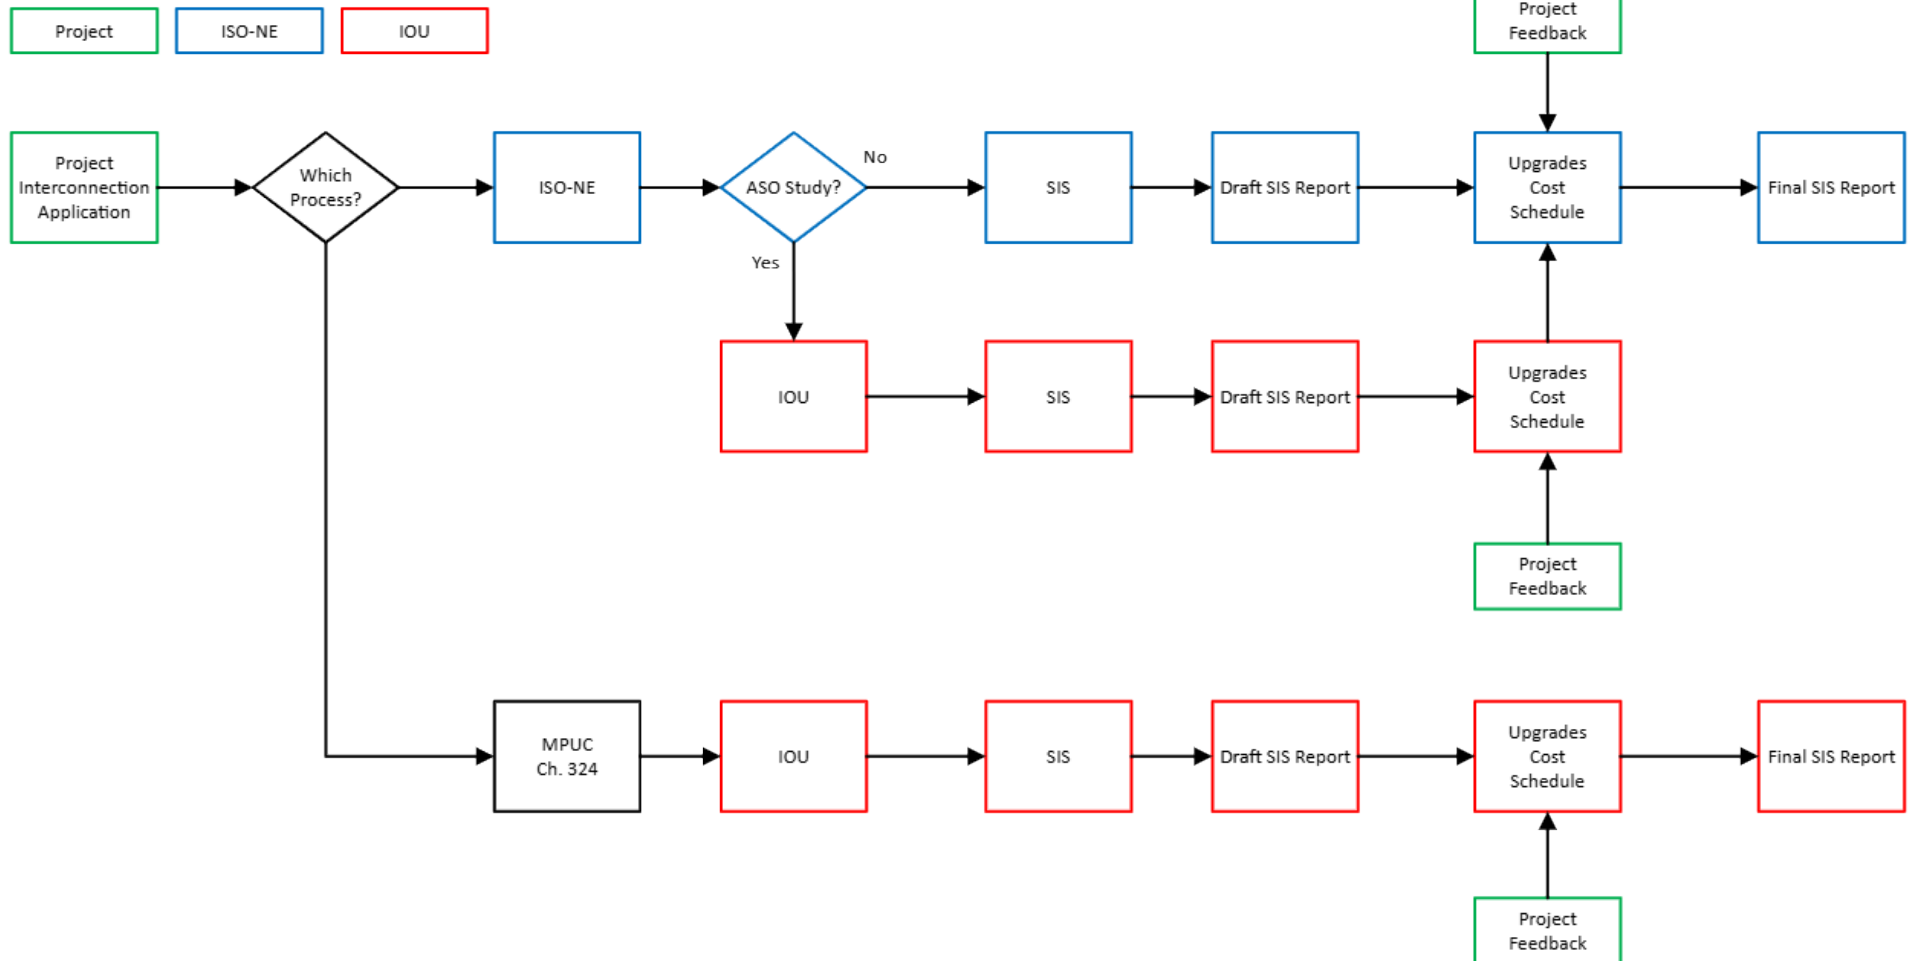 Project
ISO-NE
IOU
Project
Feedback
Project
Interconnection
Application
Which
Process?
ISO-NE
ASO Study?
No
Yes
SIS
Draft SIS Report
Upgrades
Cost
Schedule
Final SIS Report
IOU
SIS
Draft SIS Report
Upgrades
Cost
Schedule
Project
Feedback
MPUC
Ch. 324
IOU
SIS
Draft SIS Report
Upgrades
Cost
Schedule
Final SIS Report
Project
Feedback